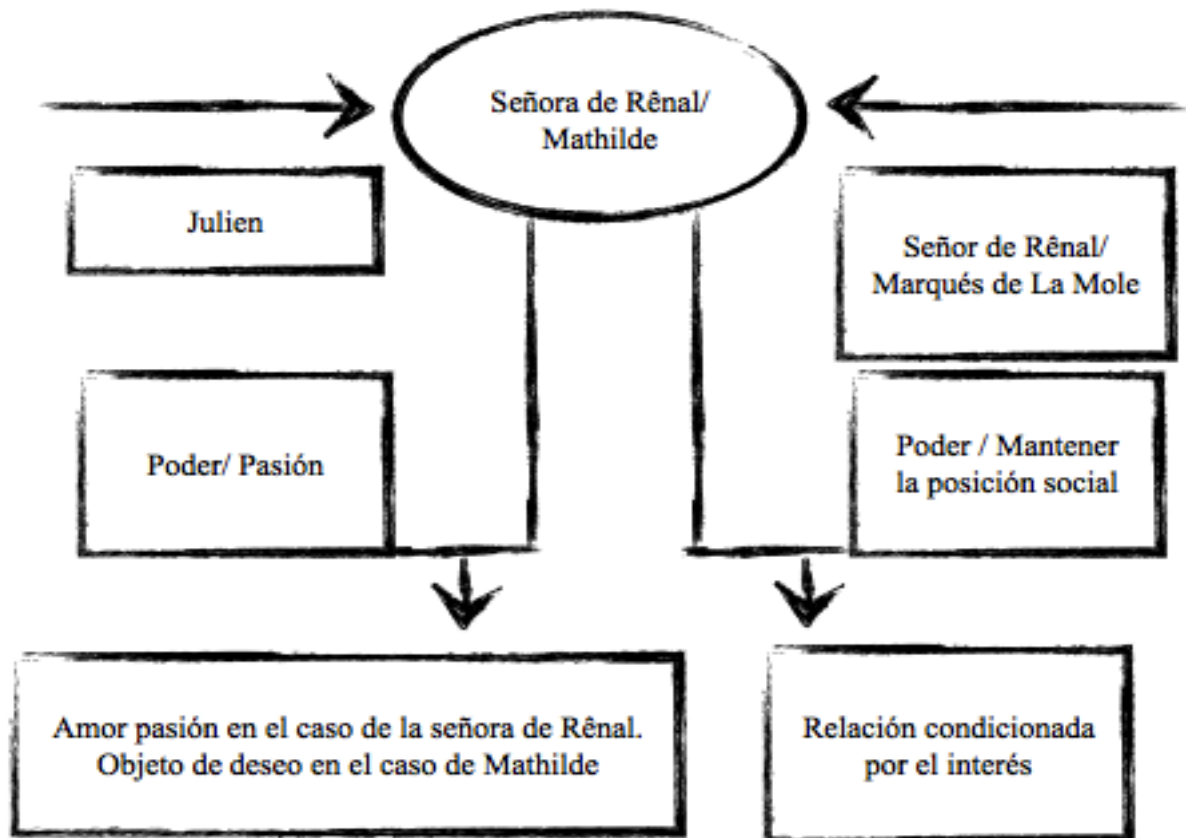 Señora de Rênal/
Mathilde
Julien
Señor de Rênal/
Marqués de La Mole
Poder/ Pasión
Poder / Mantener
la posición social
Amor pasión en el caso de la señora de Rênal.
Objeto de deseo en el caso de Mathilde
Relación condicionada
por el interés